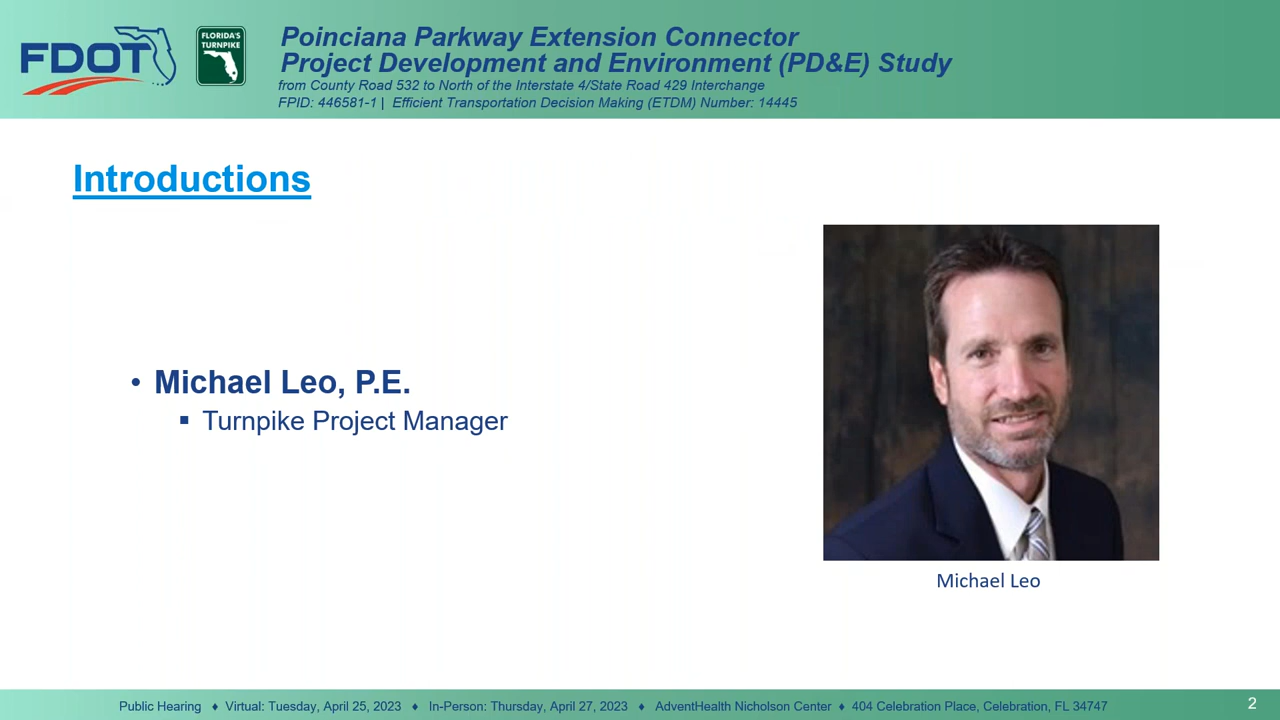 FDOT
FLORIDA'S
TURNPIKE
Poinciana Parkway Extension Connector
Project Development and Environment (PD&E) Study
from County Road 532 to North of the Interstate 4/State Road 429 Interchange
FPID: 446581-1 | Efficient Transportation Decision Making (ETDM) Number: 14445
Introductions
• Michael Leo, P.E.
▪ Turnpike Project Manager
Michael Leo
Public Hearing ♦ Virtual: Tuesday, April 25, 2023 ♦ In-Person: Thursday, April 27, 2023 ♦ AdventHealth Nicholson Center ♦ 404 Celebration Place, Celebration, FL 34747
2